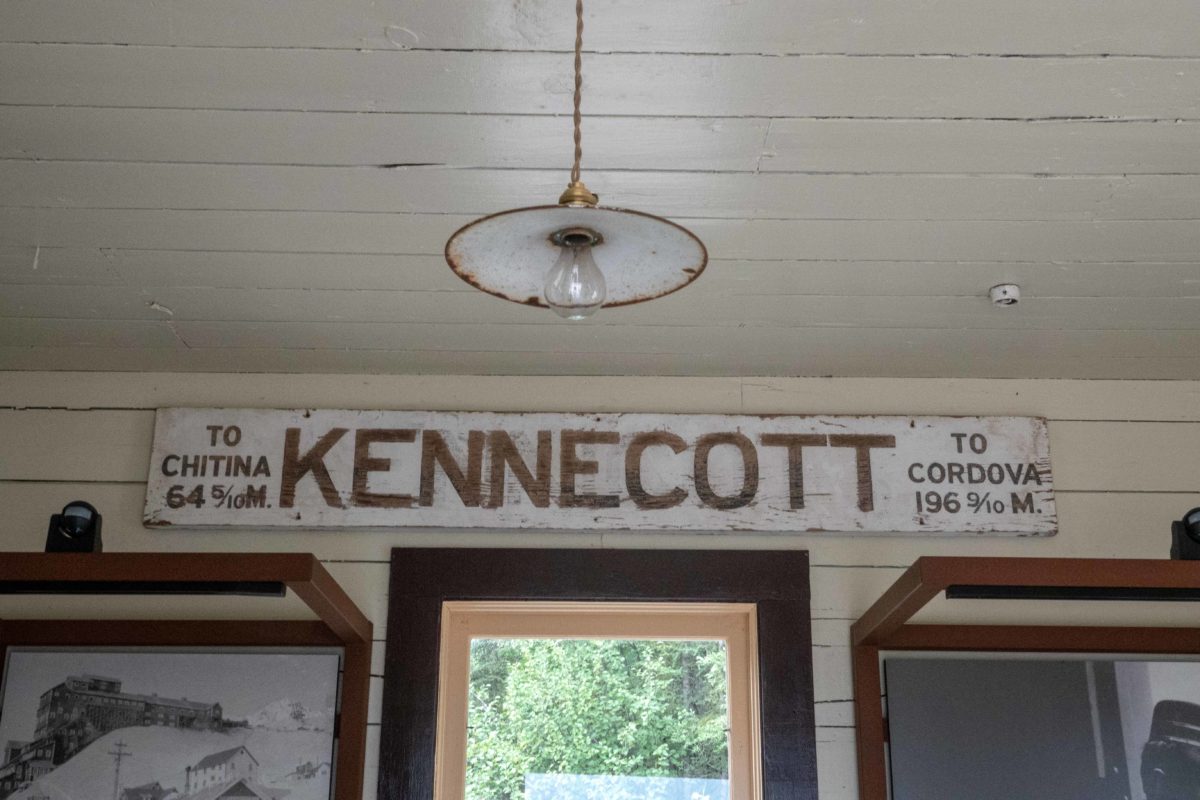 TO
CHITINA
64 5/10 M.
KENNECOTT
TO
CORDOVA
196 9/10 M.